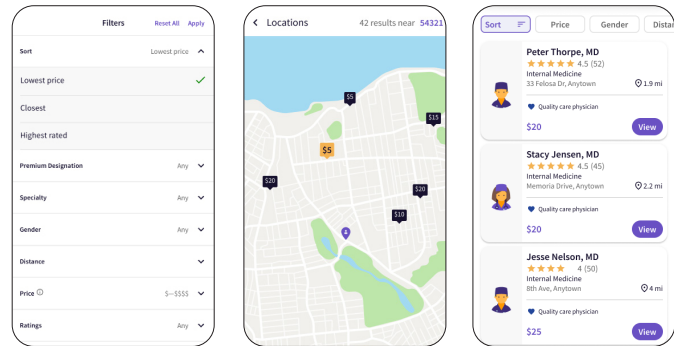 Filters Reset All Apply
Sort Lowest price
Lowest price
Closest
Highest rated
Premium Designation Any
Specialty Any
Gender Any
Distance
Price $—$$$$
Ratings Any
Locations 42 results near 54321
$5
$15
$5
$20
$20
$10
Sort Price Gender Distan
Peter Thorpe, MD
4.5 (52)
Internal Medicine
33 Felosa Dr, Anytown 1.9 mi
Quality care physician
$20 View
Stacy Jensen, MD
4.5 (45)
Internal Medicine
Memoria Drive, Anytown 2.2 mi
Quality care physician
$20 View
Jesse Nelson, MD
4 (50)
Internal Medicine
8th Ave, Anytown 4 mi
Quality care physician
$25 View